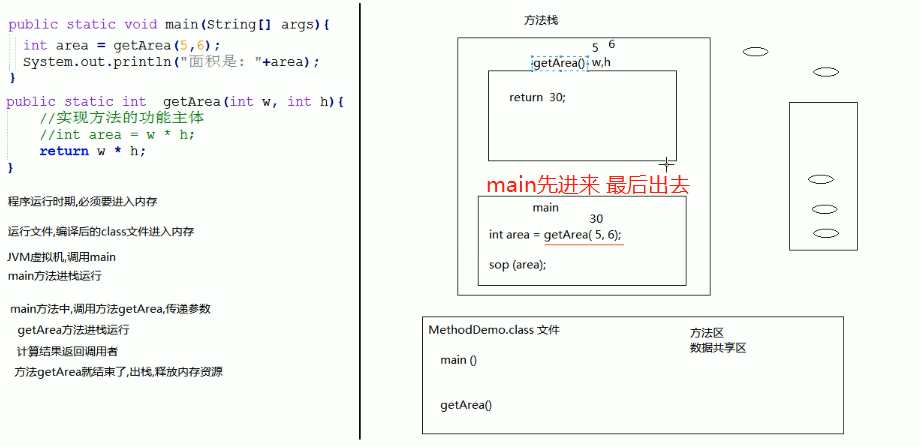 public static void main(String[] args){
int area = getArea(5,6);
System.out.println("面积是: "+area);
}
public static int  getArea(int w, int h){
//实现方法的功能主体
//int area = w * h;
return w * h;
}
程序运行时期,必须要进入内存
运行文件,编译后的class文件进入内存
JVM虚拟机,调用main
main方法进栈运行
main方法中,调用方法getArea,传递参数
getArea方法进栈运行
计算结果返回调用者
方法getArea就结束了,出栈,释放内存资源
方法栈
5 6
getArea() w,h
return 30;
main先进来 最后出去
main
30
int area = getArea( 5, 6);
sop (area);
MethodDemo.class 文件
方法区
数据共享区
main ()
getArea()